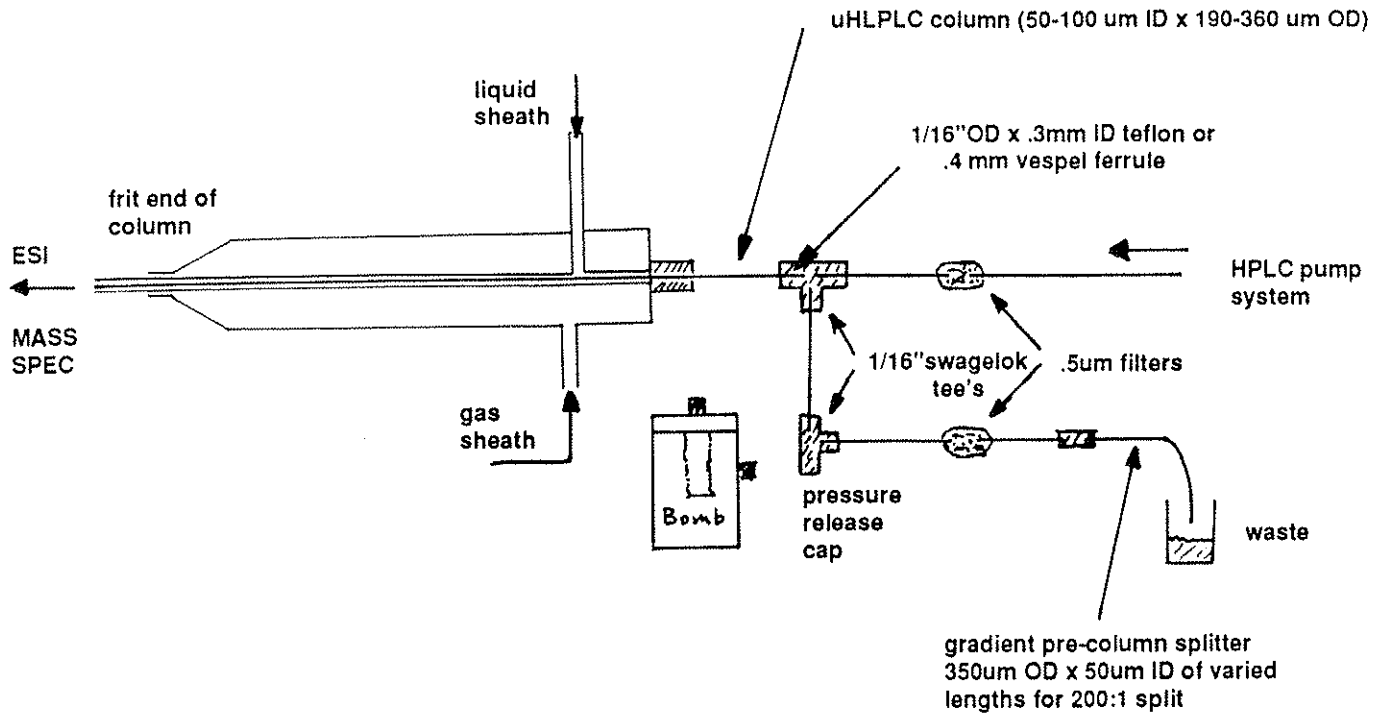 uHLPLC column (50-100 um ID x 190-360 um OD)
liquid
sheath
1/16"OD x .3mm ID teflon or
.4 mm vespel ferrule
frit end of
column
ESI
MASS
SPEC
HPLC pump
system
1/16"swagelok
tee's
.5um filters
gas
sheath
Bomb
pressure
release
cap
waste
gradient pre-column splitter
350um OD x 50um ID of varied
lengths for 200:1 split